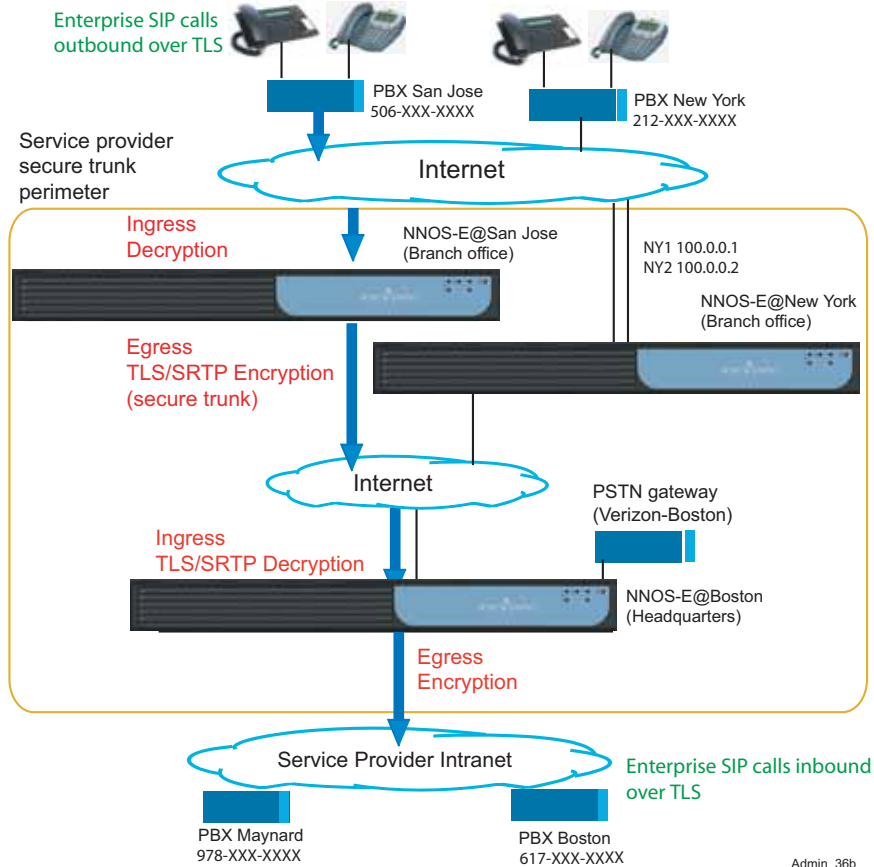 Enterprise SIP calls
outbound over TLS
PBX San Jose
506-XXX-XXXX
PBX New York
212-XXX-XXXX
Service provider
secure trunk
perimeter
Internet
Ingress
Decryption
NNOS-E@San Jose
(Branch office)
NY1 100.0.0.1
NY2 100.0.0.2
NNOS-E@New York
(Branch office)
Egress
TLS/SRTP Encryption
(secure trunk)
Internet
PSTN gateway
(Verizon-Boston)
Ingress
TLS/SRTP Decryption
NNOS-E@Boston
(Headquarters)
Egress
Encryption
Service Provider Intranet
Enterprise SIP calls inbound
over TLS
PBX Maynard
978-XXX-XXXX
PBX Boston
617-XXX-XXXX
Admin_36b